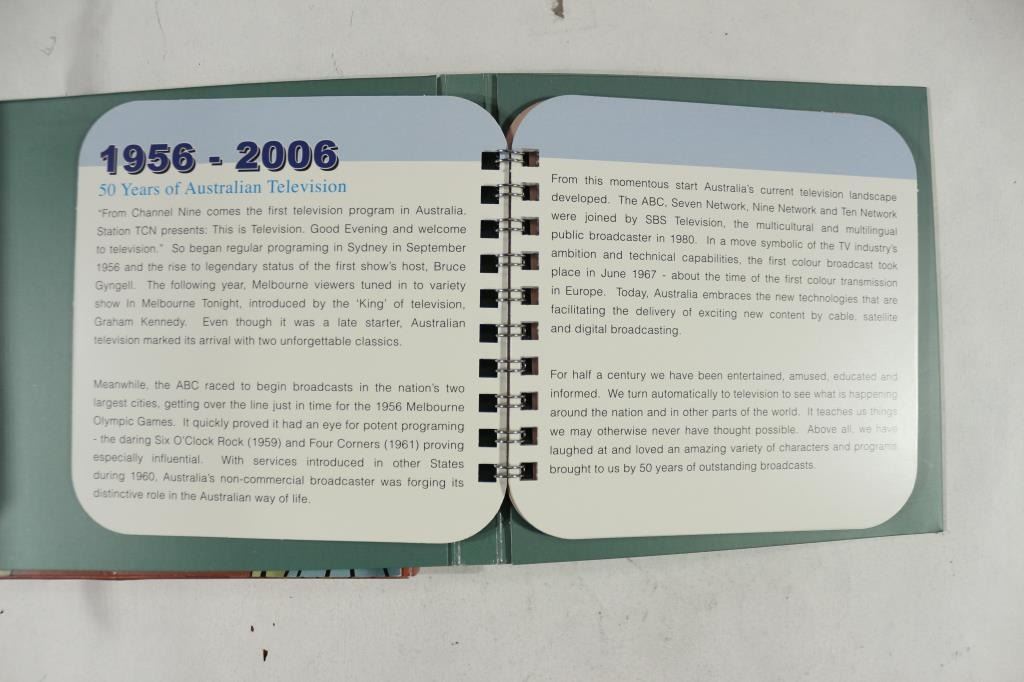 1956 - 2006
50 Years of Australian Television
"From Channel Nine comes the first television program in Australia.
Station TCN presents: This is Television. Good Evening and welcome
to television." So began regular programing in Sydney in September
1956 and the rise to legendary status of the first show's host, Bruce
Gyngell. The following year, Melbourne viewers tuned in to variety
show In Melbourne Tonight, introduced by the 'King' of television,
Graham Kennedy. Even though it was a late starter, Australian
television marked its arrival with two unforgettable classics.
Meanwhile, the ABC raced to begin broadcasts in the nation's two
largest cities, getting over the line just in time for the 1956 Melbourne
Olympic Games. It quickly proved it had an eye for potent programing
- the daring Six O'Clock Rock (1959) and Four Corners (1961) proving
especially influential. With services introduced in other States
during 1960, Australia's non-commercial broadcaster was forging its
distinctive role in the Australian way of life.
From this momentous start Australia's current television landscape
developed. The ABC, Seven Network, Nine Network and Ten Network
were joined by SBS Television, the multicultural and multilingual
public broadcaster in 1980. In a move symbolic of the TV industry's
ambition and technical capabilities, the first colour broadcast took
place in June 1967 - about the time of the first colour transmission
in Europe. Today, Australia embraces the new technologies that are
facilitating the delivery of exciting new content by cable, satellite
and digital broadcasting.
For half a century we have been entertained, amused, educated and
informed. We turn automatically to television to see what is happening
around the nation and in other parts of the world. It teaches us things
we may otherwise never have thought possible. Above all, we have
laughed at and loved an amazing variety of characters and programs
brought to us by 50 years of outstanding broadcasts.